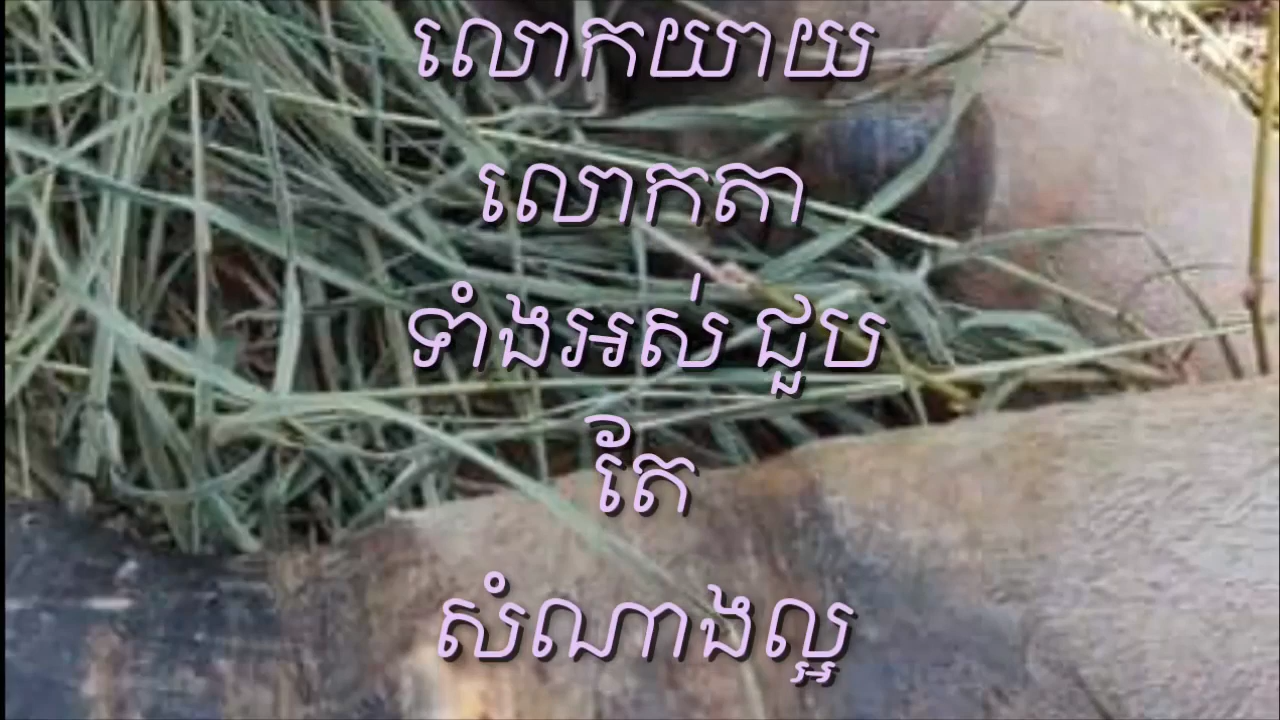 លោកយាយ
លោកតា
ទាំងអស់ ជួប
តែ
សំណាងល្អ